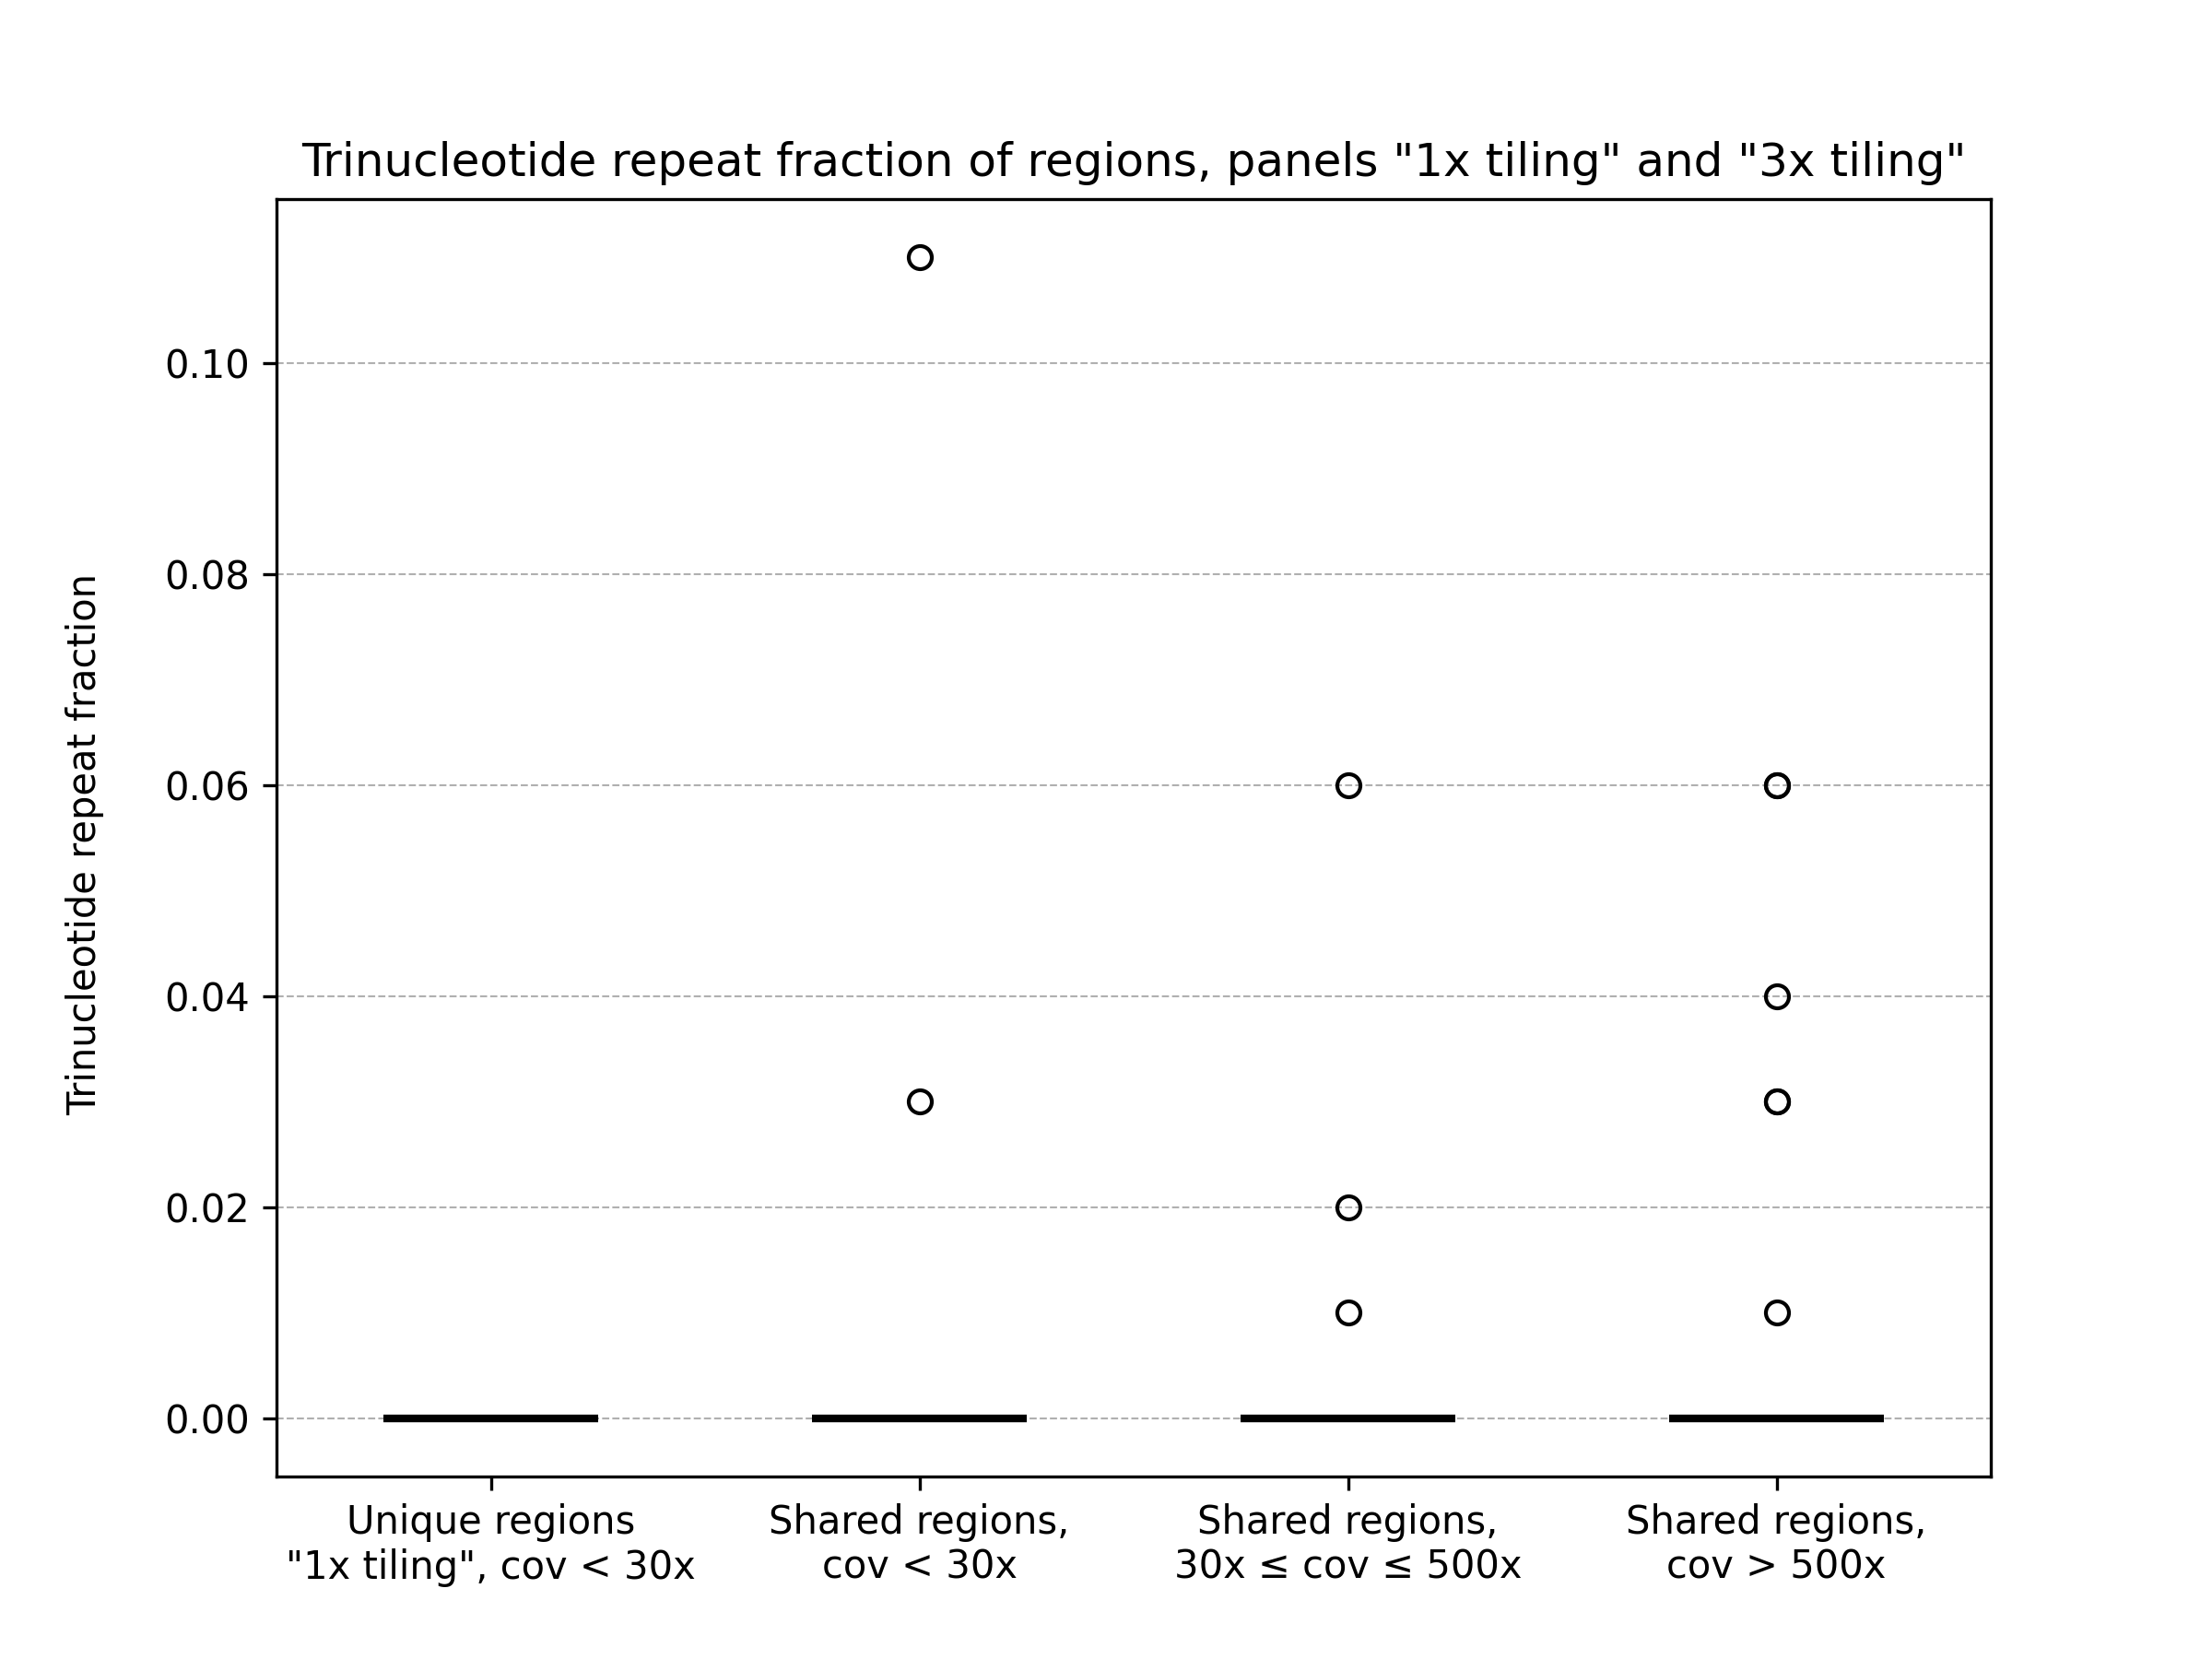 Trinucleotide repeat fraction of regions, panels "1x tiling" and "3x tiling"
Trinucleotide repeat fraction
0.10
0.08
0.06
0.04
0.02
0.00
Unique regions
"1x tiling", cov < 30x
Shared regions,
cov < 30x
Shared regions,
30x ≤ cov ≤ 500x
Shared regions,
cov > 500x